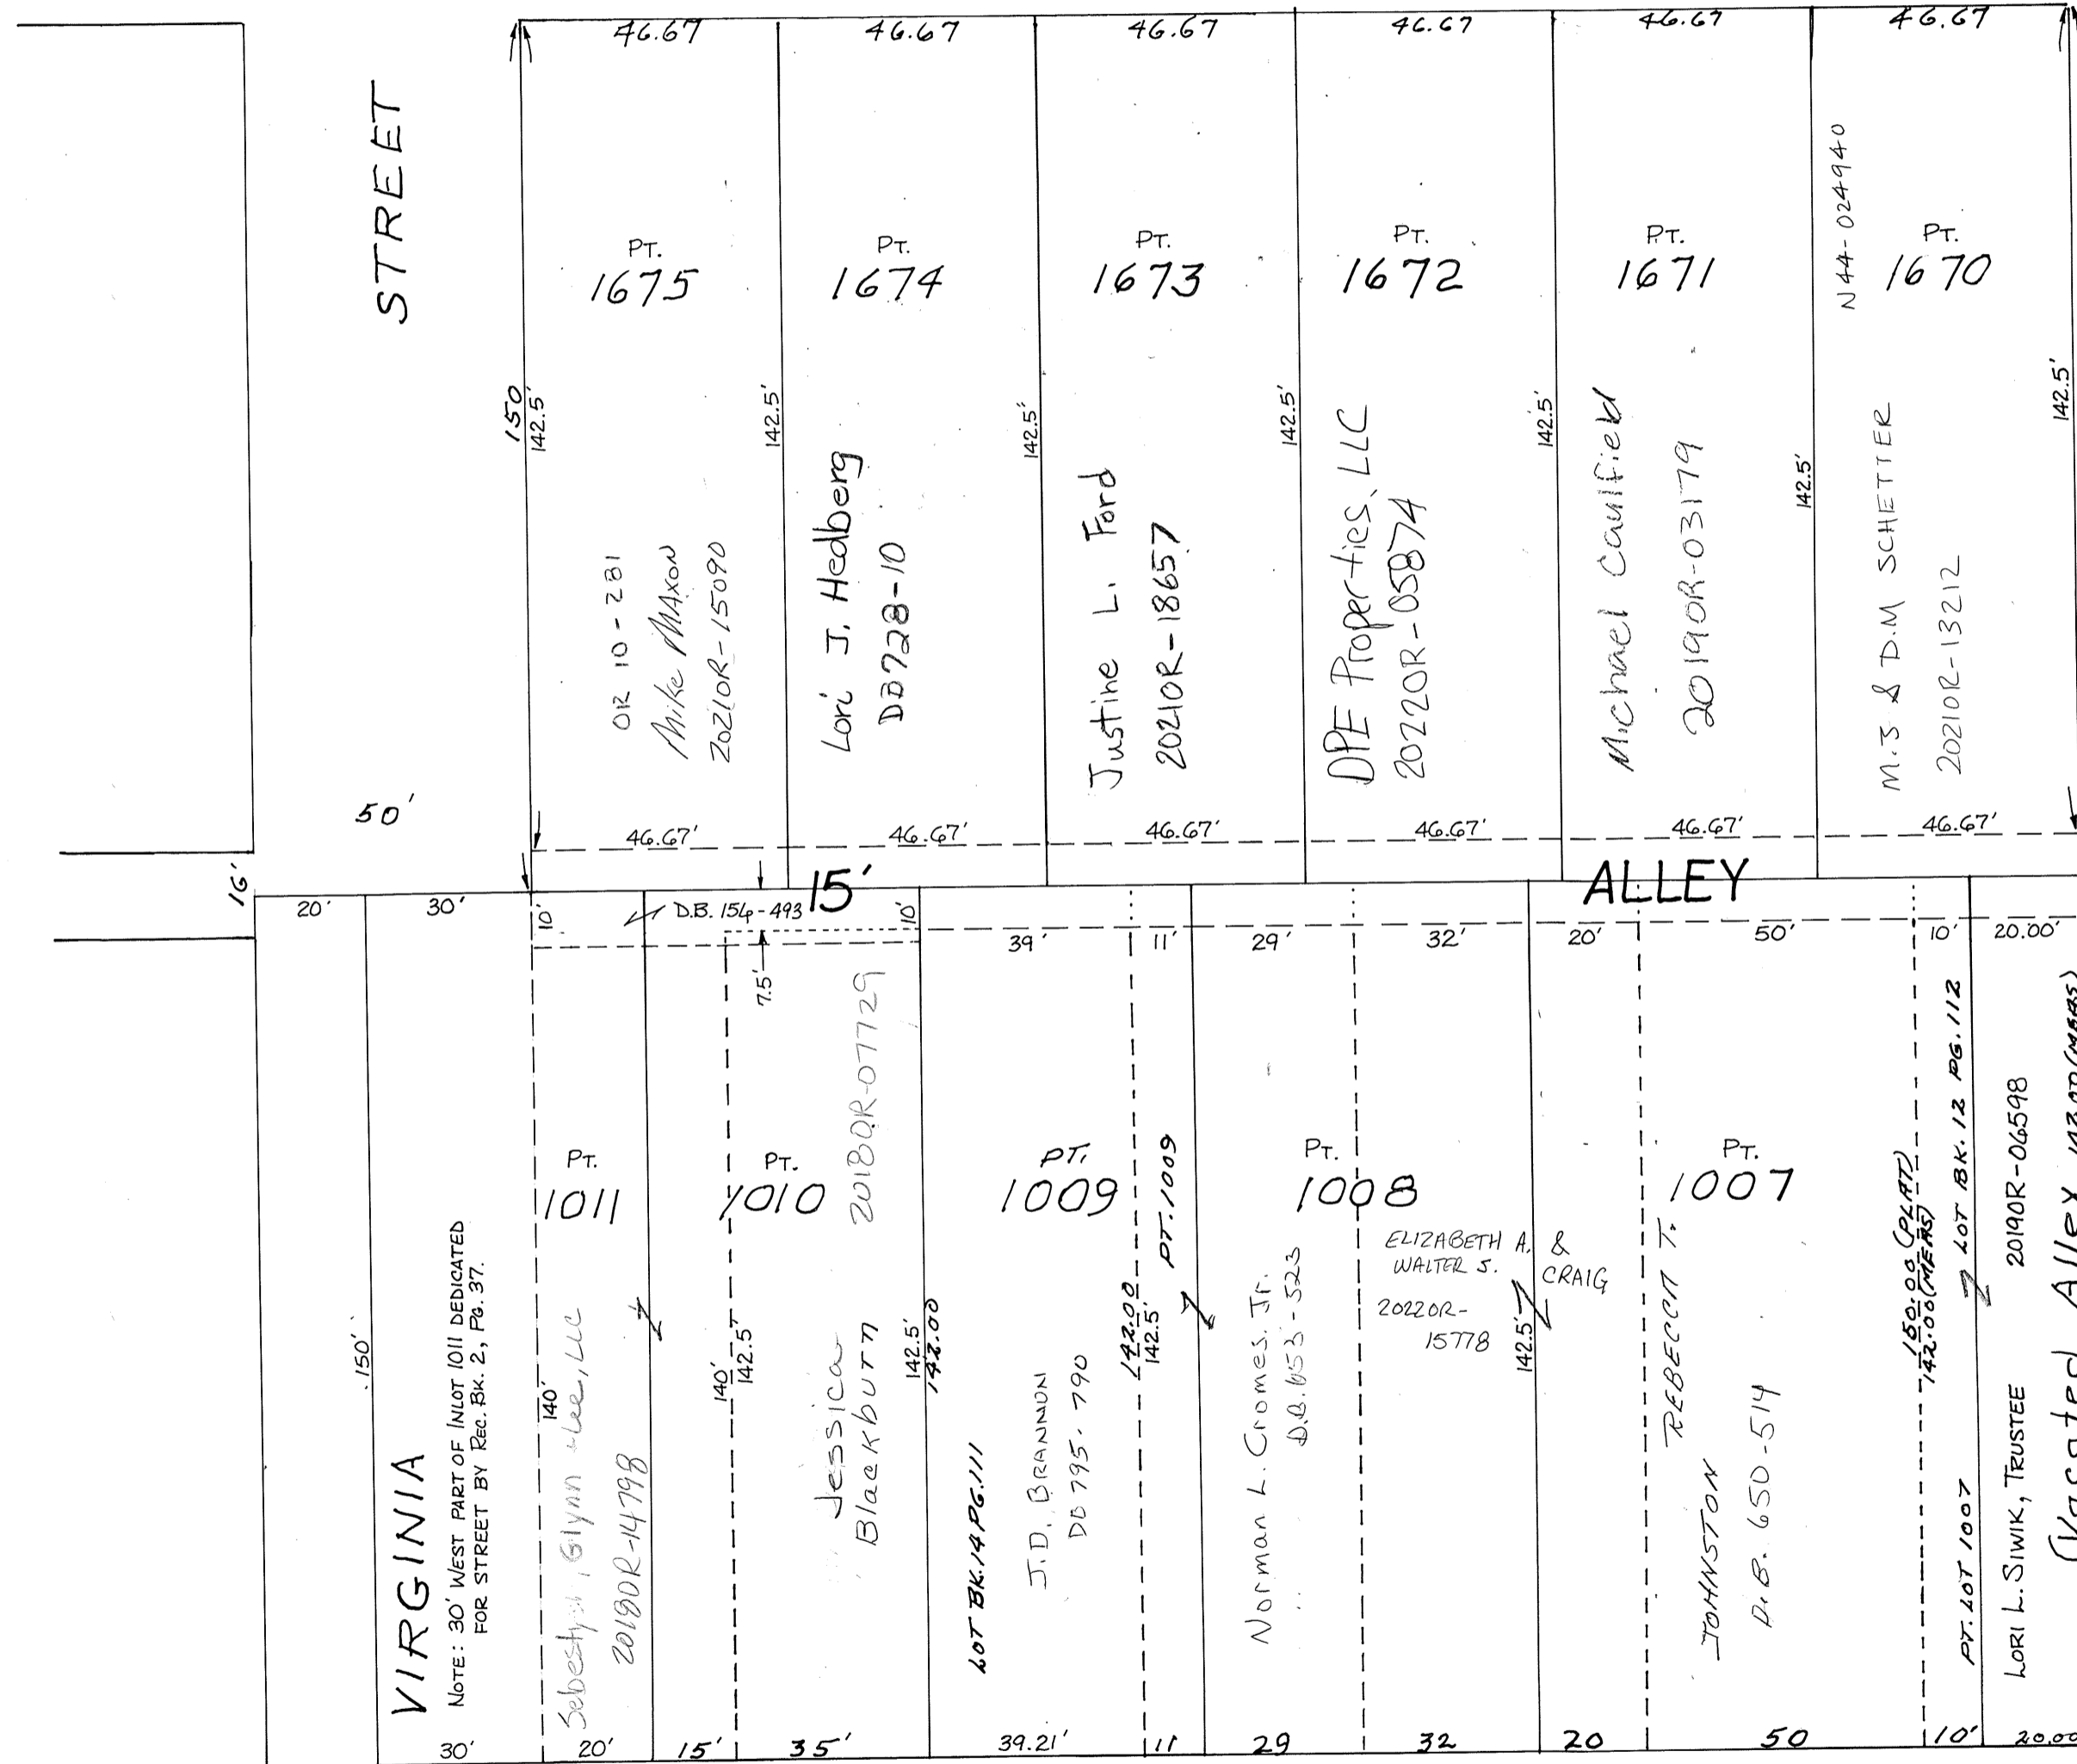 46.67
46.67
46.67
46.67
46.67
46.67
STREET
150
142.5'
142.5'
142.5'
142.5'
142.5'
142.5'
142.5'
PT.
1675
OR 10-281
Mike Maxon
2021OR-15090
PT.
1674
Lori J. Hedberg
DB728-10
PT.
1673
Justine L. Ford
2021OR-18657
PT.
1672
DPE Properties, LLC
2022OR-05874
PT.
1671
Michael Caulfield
2019OR-03179
N44-024940
PT.
1670
M.J & D.M SCHETTER
2021OR-13212
50'
46.67'
46.67'
46.67'
46.67'
46.67'
46.67'
16'
15'
ALLEY
20'
30'
10'
D.B. 154-493
10'
7.5'
39'
11'
29'
32'
20'
50'
10'
20.00'
150'
VIRGINIA
NOTE: 30' WEST PART OF INLOT 1011 DEDICATED
FOR STREET BY REC. BK. 2, PG. 37.
PT.
1011
140'
Glynn
2018OR-14798
PT.
1010
140'
142.5'
2018OR-07729
Jessica
Blackburn
142.5'
142.00
LOT BK.14 PG.111
PT.
1009
J.D. BRANNON
DB 795-790
142.00
142.5'
PT. 1009
PT.
1008
Norman L. Cromes, Jr.
D.B. 653-523
ELIZABETH A. &
WALTER S. CRAIG
2022OR-
15778
142.5'
PT.
1007
REBECCA T.
JOHNSTON
D.B. 650-514
150.00 (PLAT)
142.00 (MEAS)
PT. LOT 1007
LOT BK. 12 PG. 112
LORI L. SIWIK, TRUSTEE 2019OR-06598
(Vacated Alley 142.00 (MEAS)
30'
20'
15'
35'
39.21'
11
29
32
20
50
10'
20.00